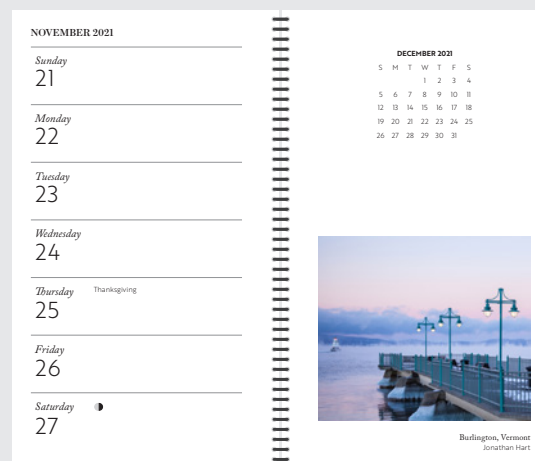 NOVEMBER 2021
Sunday
21
Monday
22
Tuesday
23
Wednesday
24
Thursday Thanksgiving
25
Friday
26
Saturday
27
DECEMBER 2021
S M T W T F S
1 2 3 4
5 6 7 8 9 10 11
12 13 14 15 16 17 18
19 20 21 22 23 24 25
26 27 28 29 30 31
Burlington, Vermont
Jonathan Hart